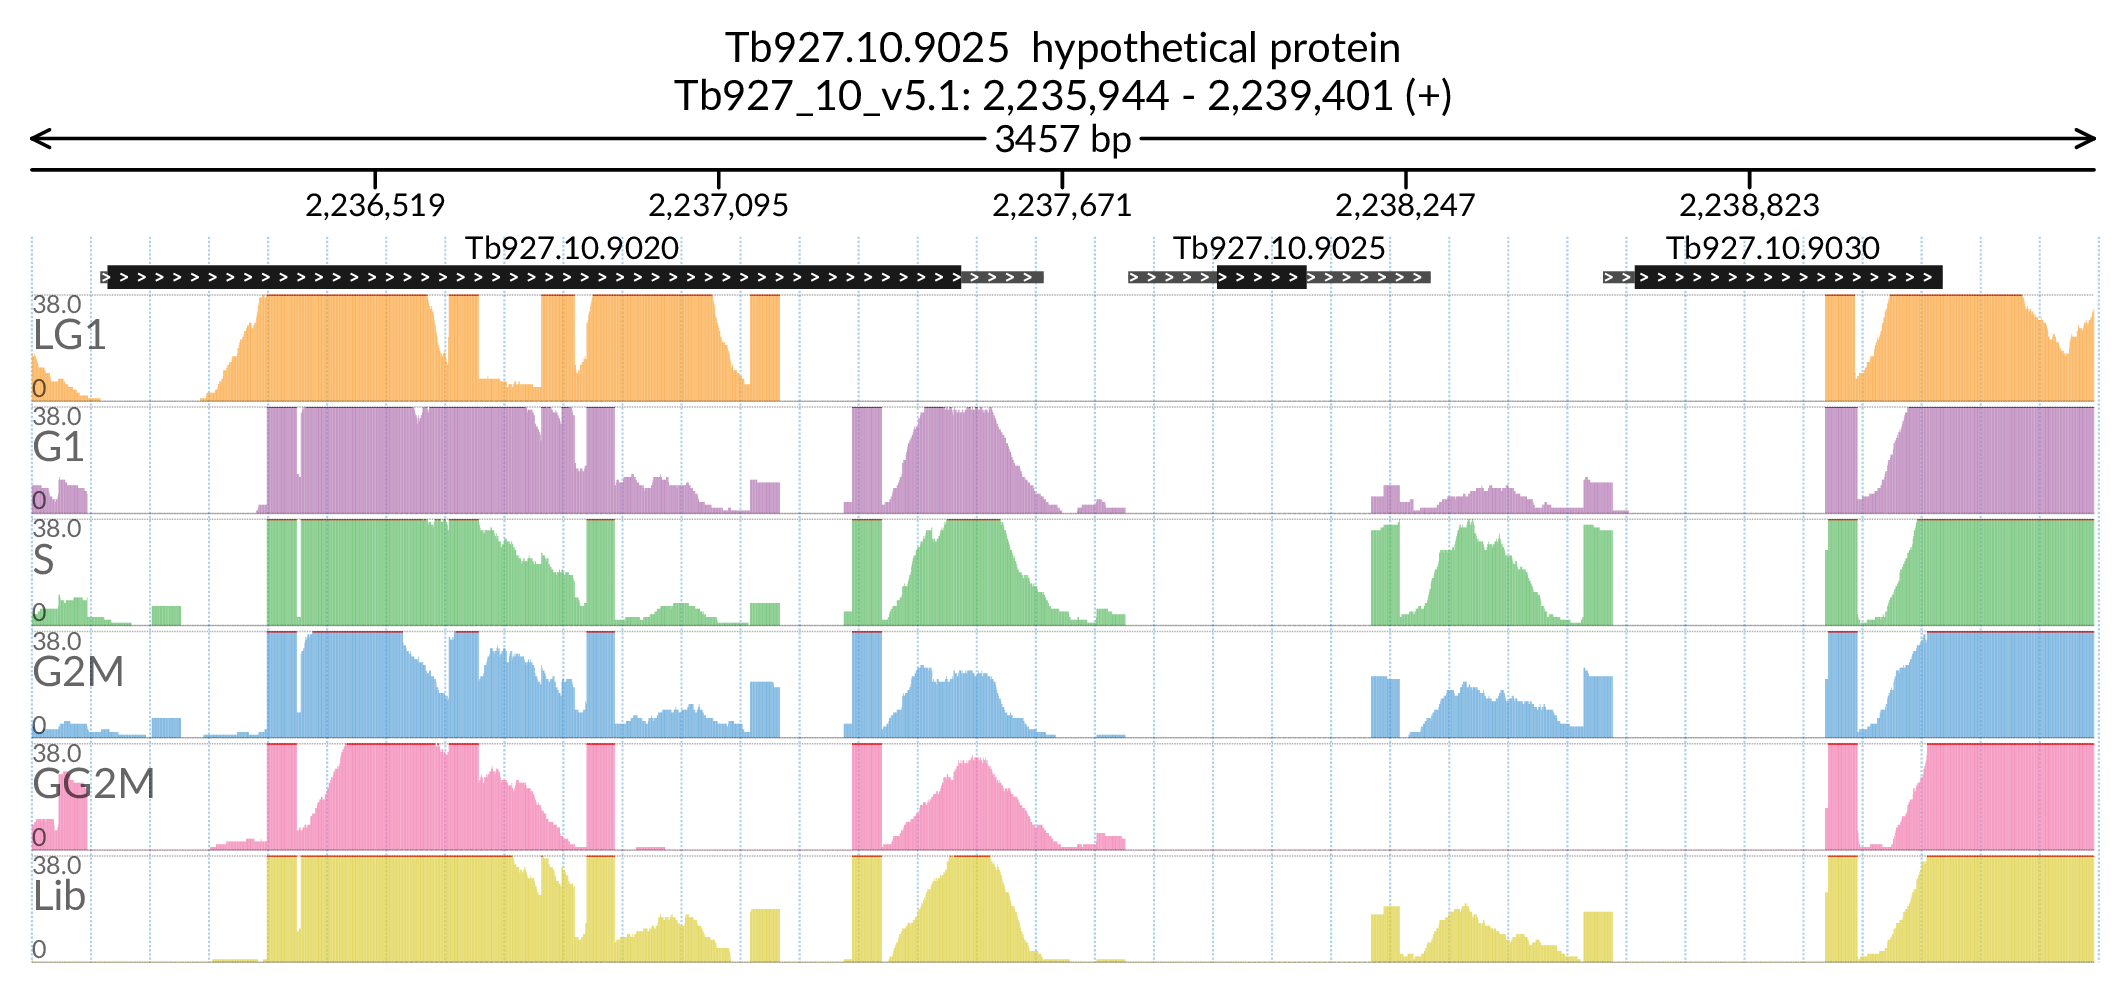 Tb927.10.9025 hypothetical protein
Tb927_10_v5.1: 2,235,944 - 2,239,401 (+)
3457 bp
2,236,519 2,237,095 2,237,671 2,238,247 2,238,823
Tb927.10.9020 Tb927.10.9025 Tb927.10.9030
38.0
LG1
0
38.0
G1
0
38.0
S
0
38.0
G2M
0
38.0
GG2M
0
38.0
Lib
0